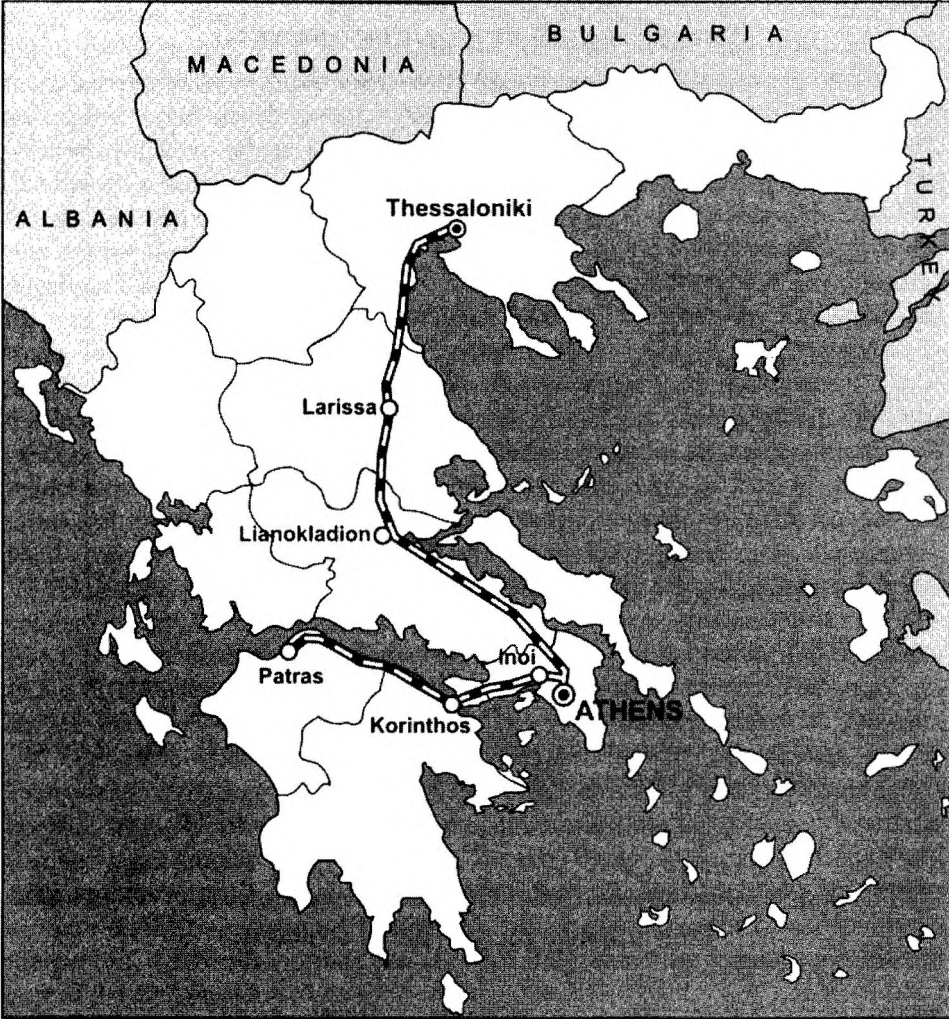 BULGARIA
MACEDONIA
TURKEY
ALBANIA
Thessaloniki
Larissa
Lianokladion
Inoi
Patras
ATHENS
Korinthos